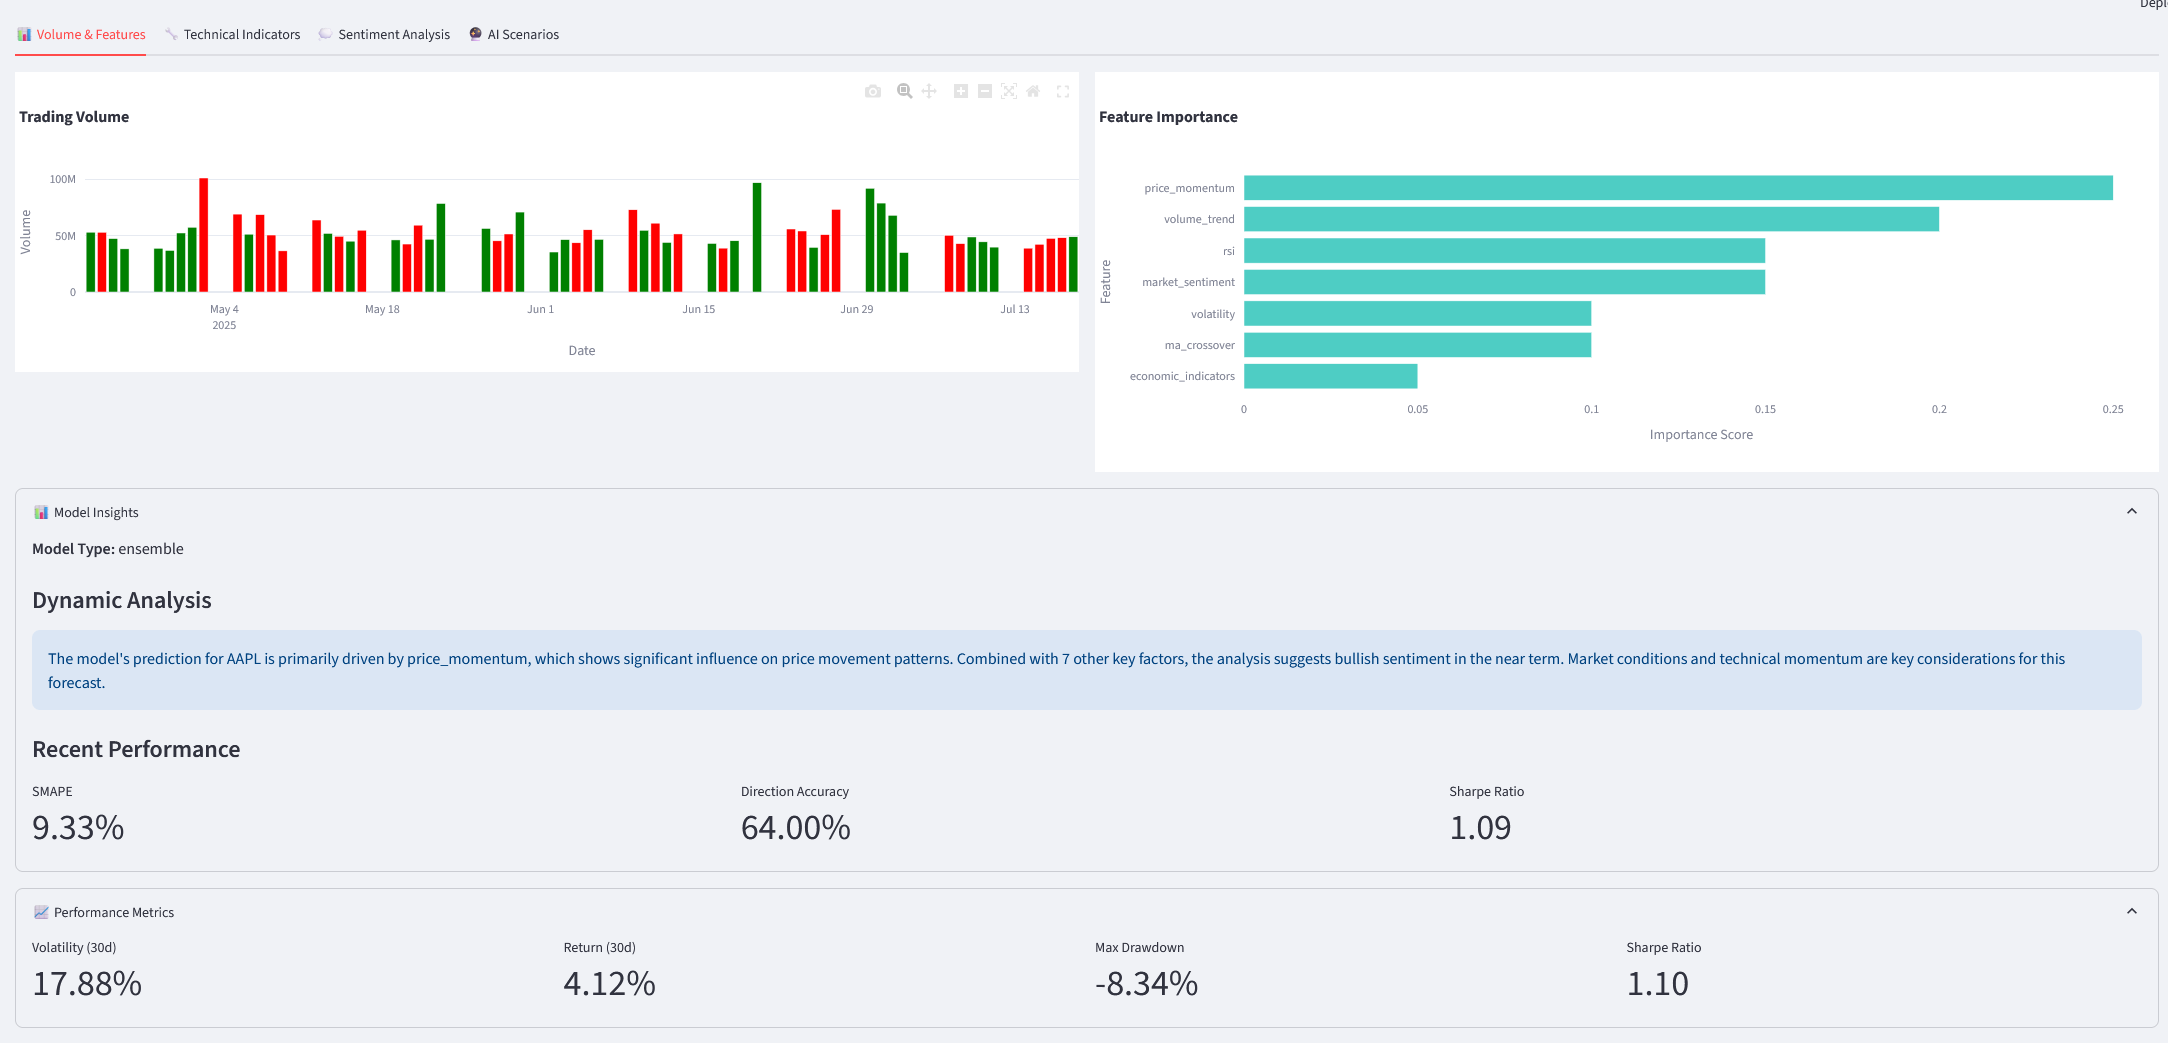 Volume & Features
Technical Indicators
Sentiment Analysis
AI Scenarios
Trading Volume
100M
50M
0
Volume
May 4
2025
May 18
Jun 1
Jun 15
Jun 29
Jul 13
Date
Feature Importance
price_momentum
volume_trend
rsi
market_sentiment
volatility
ma_crossover
economic_indicators
Feature
0
0.05
0.1
0.15
0.2
0.25
Importance Score
Model Insights
Model Type: ensemble
Dynamic Analysis
The model's prediction for AAPL is primarily driven by price_momentum, which shows significant influence on price movement patterns. Combined with 7 other key factors, the analysis suggests bullish sentiment in the near term. Market conditions and technical momentum are key considerations for this
forecast.
Recent Performance
SMAPE
9.33%
Direction Accuracy
64.00%
Sharpe Ratio
1.09
Performance Metrics
Volatility (30d)
17.88%
Return (30d)
4.12%
Max Drawdown
-8.34%
Sharpe Ratio
1.10